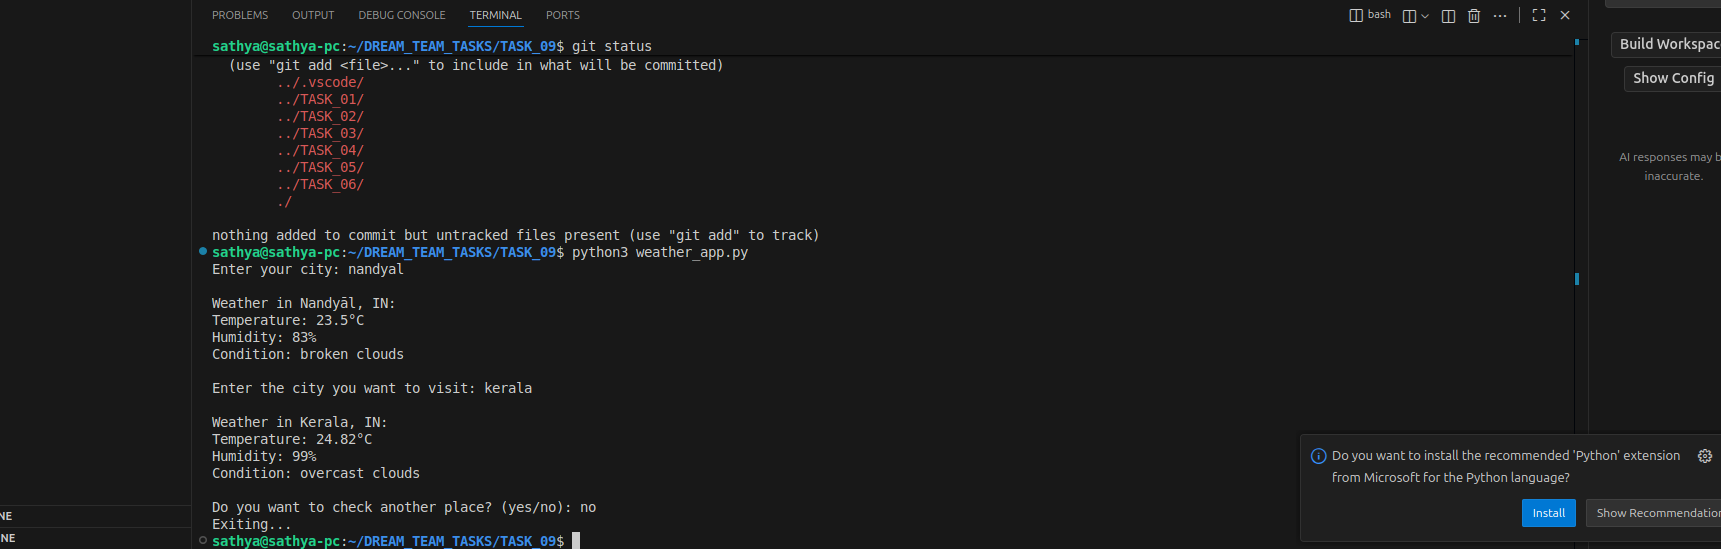 PROBLEMS OUTPUT DEBUG CONSOLE TERMINAL PORTS
bash
sathya@sathya-pc:~/DREAM_TEAM_TASKS/TASK_09$ git status
(use "git add <file>..." to include in what will be committed)
../.vscode/
../TASK_01/
../TASK_02/
../TASK_03/
../TASK_04/
../TASK_05/
../TASK_06/
./
nothing added to commit but untracked files present (use "git add" to track)
sathya@sathya-pc:~/DREAM_TEAM_TASKS/TASK_09$ python3 weather_app.py
Enter your city: nandyal
Weather in Nandyāl, IN:
Temperature: 23.5°C
Humidity: 83%
Condition: broken clouds
Enter the city you want to visit: kerala
Weather in Kerala, IN:
Temperature: 24.82°C
Humidity: 99%
Condition: overcast clouds
Do you want to check another place? (yes/no): no
Exiting...
sathya@sathya-pc:~/DREAM_TEAM_TASKS/TASK_09$
NE
NE
Build Workspac
Show Config
AI responses may b
inaccurate.
Do you want to install the recommended 'Python' extension
from Microsoft for the Python language?
Install
Show Recommendation